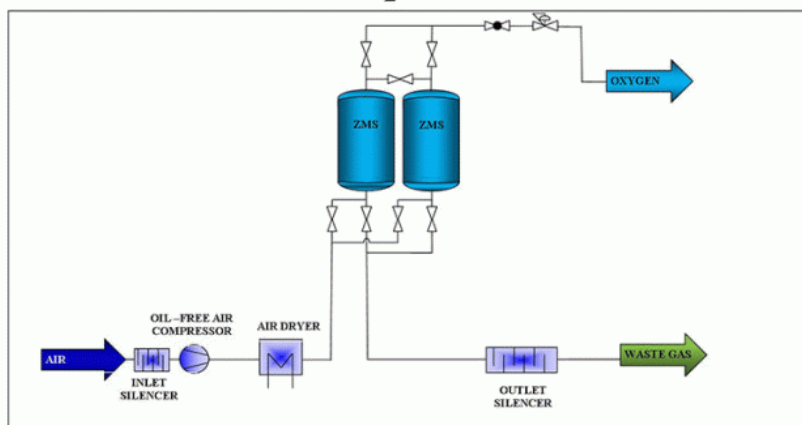 OXYGEN
ZMS
ZMS
OIL –FREE AIR
COMPRESSOR
AIR DRYER
AIR
INLET
SILENCER
WASTE GAS
OUTLET
SILENCER